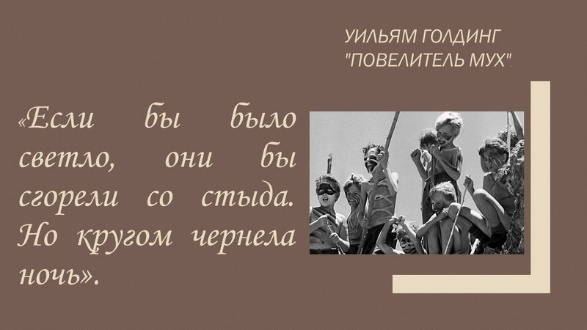 УИЛЬЯМ ГОЛДИНГ
"ПОВЕЛИТЕЛЬ МУХ"
«Если бы было
светло, они бы
сгорели со стыда.
Но кругом чернела
ночь».